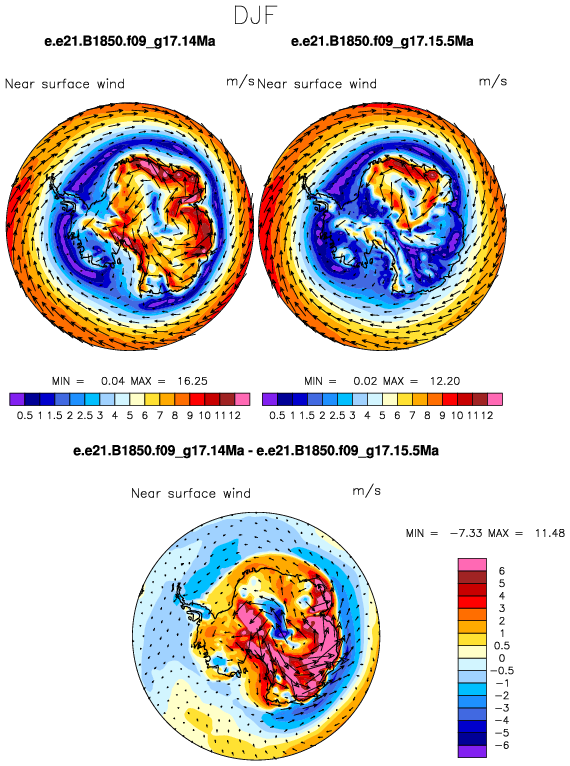 DJF
e.e21.B1850.f09_g17.14Ma e.e21.B1850.f09_g17.15.5Ma
Near surface wind m/s Near surface wind m/s
MIN = 0.04 MAX = 16.25 MIN = 0.02 MAX = 12.20
0.5 1 1.5 2 2.5 3 4 5 6 7 8 9 10 11 12 0.5 1 1.5 2 2.5 3 4 5 6 7 8 9 10 11 12
e.e21.B1850.f09_g17.14Ma - e.e21.B1850.f09_g17.15.5Ma
Near surface wind m/s
MIN = -7.33 MAX = 11.48
6
5
4
3
2
1
0.5
0
-0.5
-1
-2
-3
-4
-5
-6